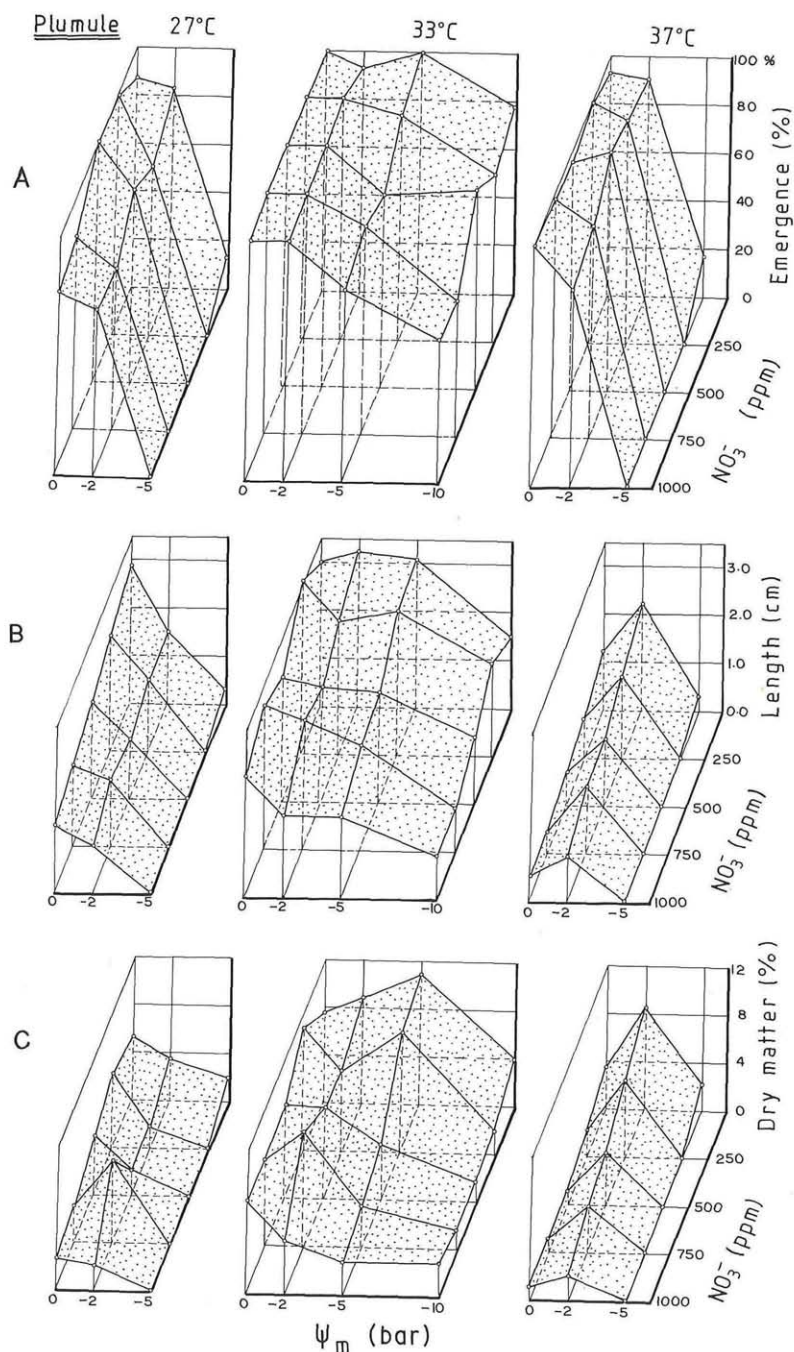 Plumule 27°C 33°C 37°C
A
100 %
80
60
40
20
0
Emergence (%)
250
500
750
1000
NO₃⁻ (ppm)
0 -2 -5
0 -2 -5 -10
0 -2 -5
B
3.0
2.0
1.0
0.0
Length (cm)
250
500
750
1000
NO₃⁻ (ppm)
0 -2 -5
0 -2 -5 -10
0 -2 -5
C
12
8
4
0
Dry matter (%)
250
500
750
1000
NO₃⁻ (ppm)
0 -2 -5
0 -2 -5 -10
0 -2 -5
Ψm (bar)